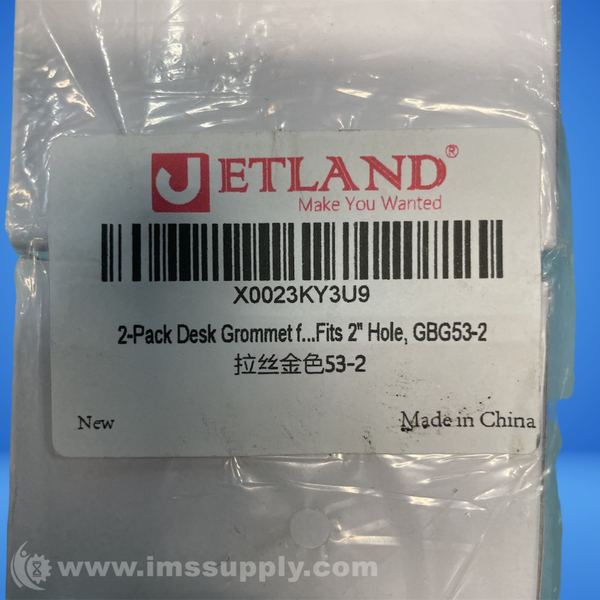 JETLAND®
Make You Wanted
X0023KY3U9
2-Pack Desk Grommet f...Fits 2" Hole, GBG53-2
拉丝金色53-2
New
Made in China
www.imssupply.com